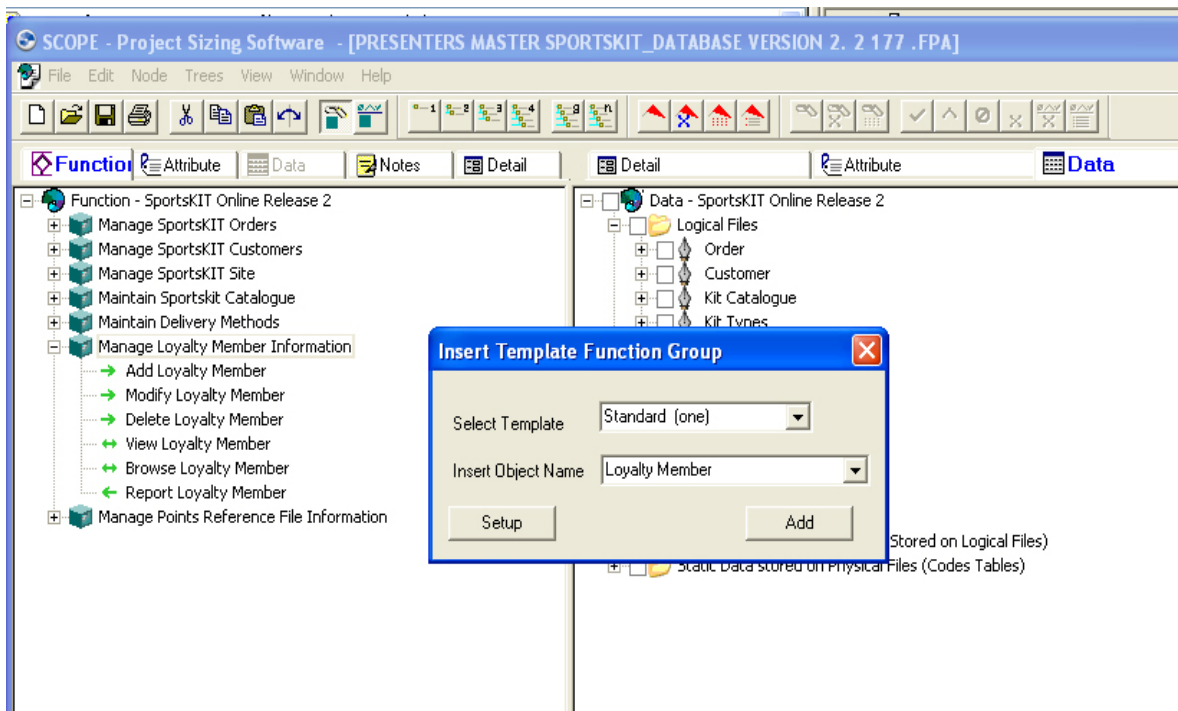 SCOPE - Project Sizing Software - [PRESENTERS MASTER SPORTSKIT_DATABASE VERSION 2. 2 177 .FPA]
File Edit Node Trees View Window Help
Function Attribute Data Notes Detail
Detail Attribute Data
Function - SportsKIT Online Release 2
Manage SportsKIT Orders
Manage SportsKIT Customers
Manage SportsKIT Site
Maintain Sportskit Catalogue
Maintain Delivery Methods
Manage Loyalty Member Information
Add Loyalty Member
Modify Loyalty Member
Delete Loyalty Member
View Loyalty Member
Browse Loyalty Member
Report Loyalty Member
Manage Points Reference File Information
Data - SportsKIT Online Release 2
Logical Files
Order
Customer
Kit Catalogue
Kit Types
Insert Template Function Group
Select Template Standard (one)
Insert Object Name Loyalty Member
Setup Add
Stored on Logical Files)
Static Data stored on Physical Files (Codes Tables)